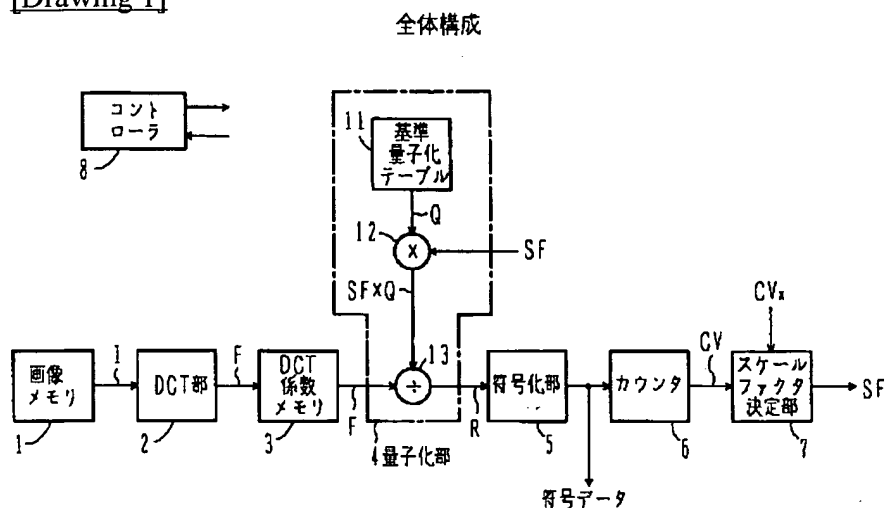 [Drawing 1]
全体構成
コント
ローラ
8
11
基準
量子化
テーブル
Q
12
×
SF
SF×Q
CV×
13
画像
メモリ
1
I
DCT部
2
F
DCT
係数
メモリ
3
F
÷
4 量子化部
R
符号化部
5
符号データ
カウンタ
6
CV
スケール
ファクタ
決定部
7
SF